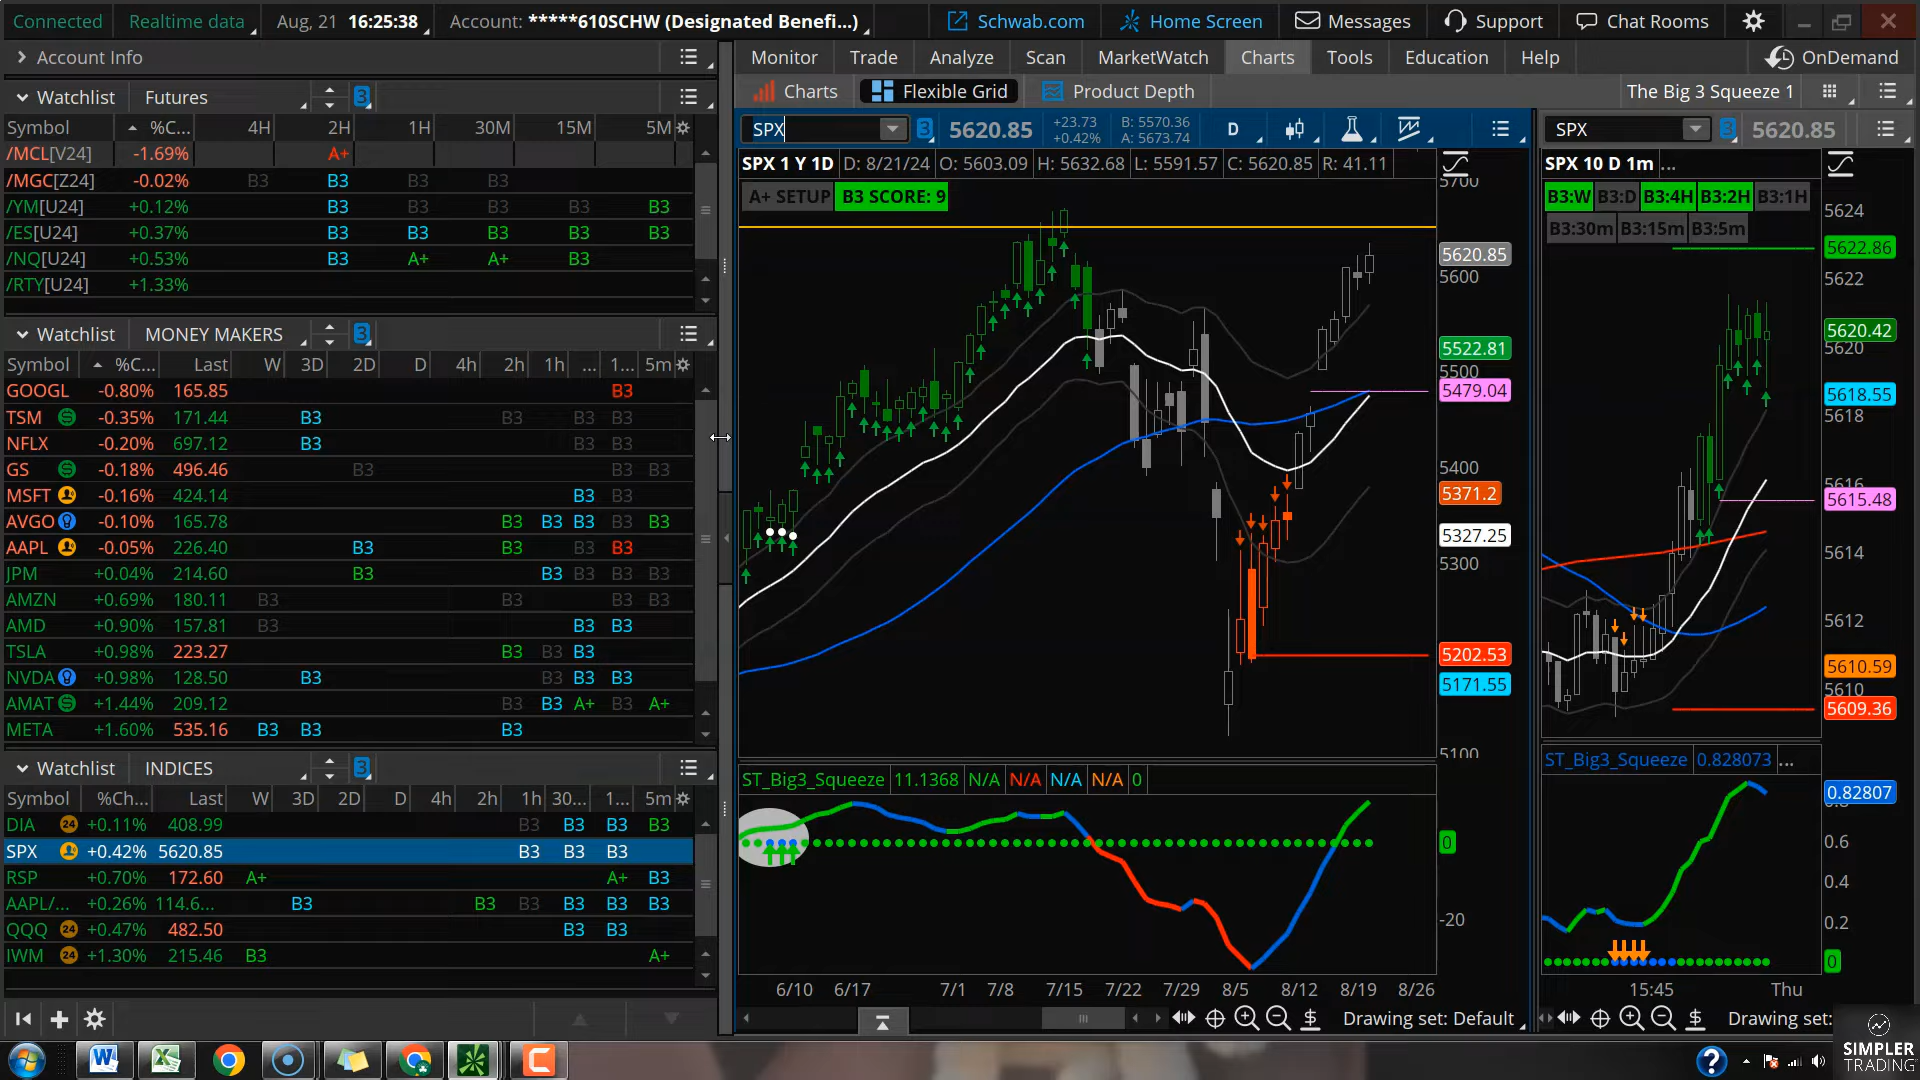 Connected Realtime data Aug, 21 16:25:38 Account: *****610SCHW (Designated Benefi...) Schwab.com Home Screen Messages Support Chat Rooms
Account Info
Monitor Trade Analyze Scan MarketWatch Charts Tools Education Help OnDemand
Charts Flexible Grid Product Depth The Big 3 Squeeze 1
Watchlist Futures 3
Symbol %C... 4H 2H 1H 30M 15M 5M
/MCL[V24] -1.69% A+
/MGC[Z24] -0.02% B3 B3 B3 B3
/YM[U24] +0.12% B3 B3 B3 B3 B3
/ES[U24] +0.37% B3 B3 B3 B3 B3
/NQ[U24] +0.53% B3 A+ A+ B3
/RTY[U24] +1.33%
Watchlist MONEY MAKERS 3
Symbol %C... Last W 3D 2D D 4h 2h 1h ... 1... 5m
GOOGL -0.80% 165.85 B3
TSM -0.35% 171.44 B3 B3 B3 B3
NFLX -0.20% 697.12 B3 B3 B3
GS -0.18% 496.46 B3 B3 B3
MSFT -0.16% 424.14 B3 B3
AVGO -0.10% 165.78 B3 B3 B3 B3 B3
AAPL -0.05% 226.40 B3 B3 B3 B3
JPM +0.04% 214.60 B3 B3 B3 B3 B3
AMZN +0.69% 180.11 B3 B3 B3 B3
AMD +0.90% 157.81 B3 B3 B3
TSLA +0.98% 223.27 B3 B3 B3
NVDA +0.98% 128.50 B3 B3 B3 B3
AMAT +1.44% 209.12 B3 B3 A+ B3 A+
META +1.60% 535.16 B3 B3 B3
Watchlist INDICES 3
Symbol %Ch... Last W 3D 2D D 4h 2h 1h 30... 1... 5m
DIA 24 +0.11% 408.99 B3 B3 B3 B3
SPX +0.42% 5620.85 B3 B3 B3
RSP +0.70% 172.60 A+ A+ B3
AAPL/... +0.26% 114.6... B3 B3 B3 B3 B3 B3
QQQ 24 +0.47% 482.50 B3 B3
IWM 24 +1.30% 215.46 B3 A+
SPX 3 5620.85 +23.73 +0.42% B: 5570.36 A: 5673.74 D
SPX 1 Y 1D D: 8/21/24 O: 5603.09 H: 5632.68 L: 5591.57 C: 5620.85 R: 41.11
A+ SETUP B3 SCORE: 9
5700
5620.85
5600
5522.81
5500
5479.04
5400
5371.2
5327.25
5300
5202.53
5171.55
5100
ST_Big3_Squeeze 11.1368 N/A N/A N/A N/A 0
0
-20
6/10 6/17 7/1 7/8 7/15 7/22 7/29 8/5 8/12 8/19 8/26
Drawing set: Default
SPX 3 5620.85
SPX 10 D 1m ...
B3:W B3:D B3:4H B3:2H B3:1H
B3:30m B3:15m B3:5m
5624
5622.86
5622
5620.42
5620
5618.55
5618
5616
5615.48
5614
5612
5610.59
5610
5609.36
ST_Big3_Squeeze 0.828073 ...
0.82807
0.6
0.4
0.2
0
15:45 Thu
Drawing set:
SIMPLER
TRADING